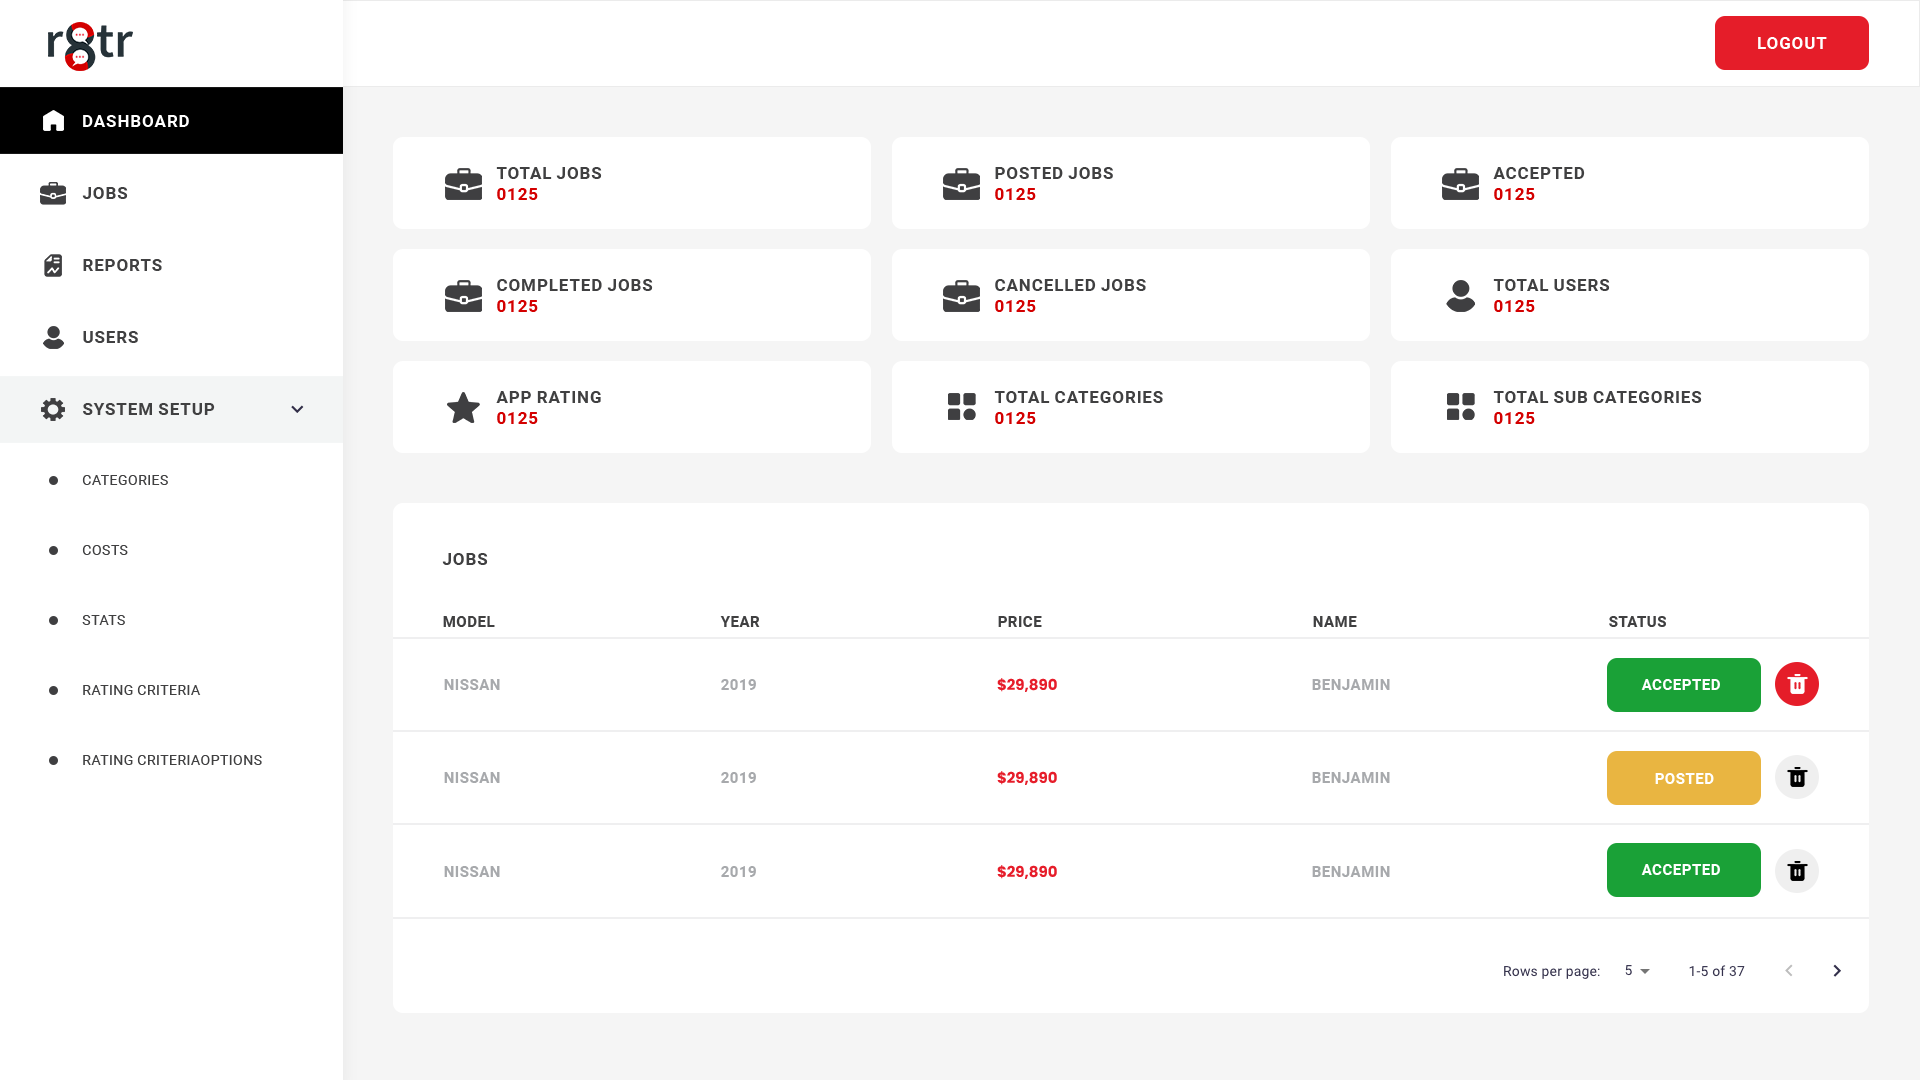 r8tr
LOGOUT
DASHBOARD
JOBS
REPORTS
USERS
SYSTEM SETUP
CATEGORIES
COSTS
STATS
RATING CRITERIA
RATING CRITERIAOPTIONS
TOTAL JOBS
0125
POSTED JOBS
0125
ACCEPTED
0125
COMPLETED JOBS
0125
CANCELLED JOBS
0125
TOTAL USERS
0125
APP RATING
0125
TOTAL CATEGORIES
0125
TOTAL SUB CATEGORIES
0125
JOBS
MODEL YEAR PRICE NAME STATUS
NISSAN 2019 $29,890 BENJAMIN ACCEPTED
NISSAN 2019 $29,890 BENJAMIN POSTED
NISSAN 2019 $29,890 BENJAMIN ACCEPTED
Rows per page: 5 1-5 of 37